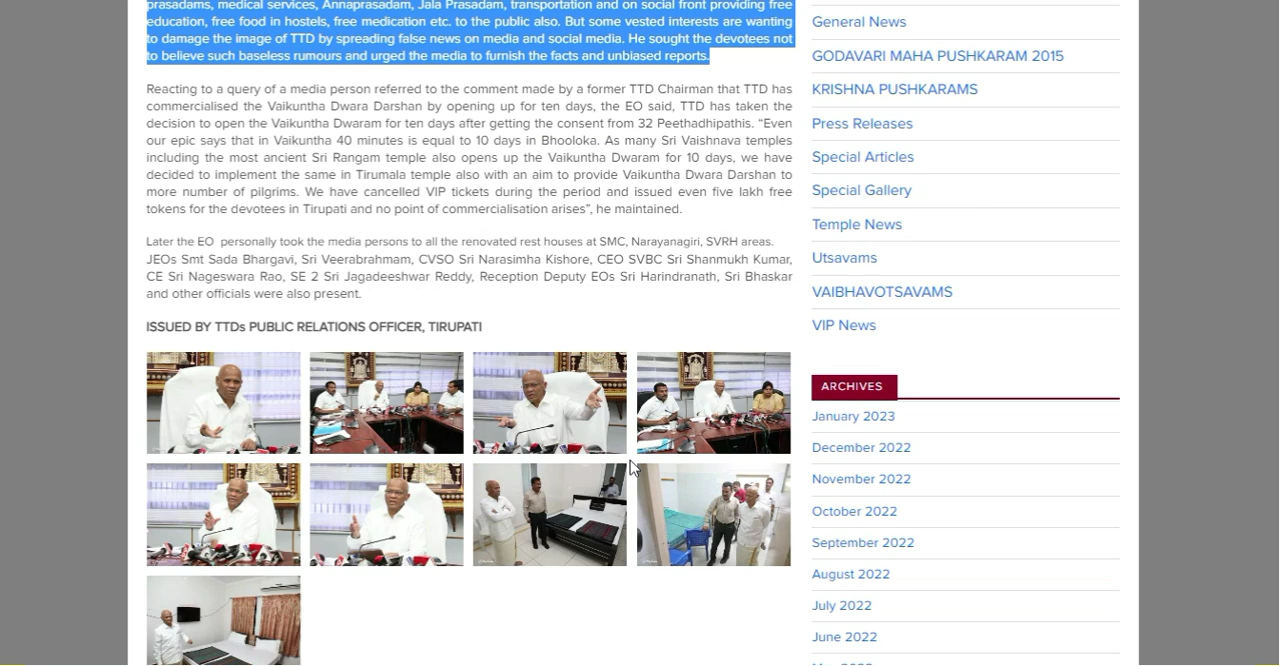 prasadams, medical services, Annaprasadam, Jala Prasadam, transportation and on social front providing free
education, free food in hostels, free medication etc. to the public also. But some vested interests are wanting
to damage the image of TTD by spreading false news on media and social media. He sought the devotees not
to believe such baseless rumours and urged the media to furnish the facts and unbiased reports.
Reacting to a query of a media person referred to the comment made by a former TTD Chairman that TTD has
commercialised the Vaikuntha Dwara Darshan by opening up for ten days, the EO said, TTD has taken the
decision to open the Vaikuntha Dwaram for ten days after getting the consent from 32 Peethadhipathis. “Even
our epic says that in Vaikuntha 40 minutes is equal to 10 days in Bhooloka. As many Sri Vaishnava temples
including the most ancient Sri Rangam temple also opens up the Vaikuntha Dwaram for 10 days, we have
decided to implement the same in Tirumala temple also with an aim to provide Vaikuntha Dwara Darshan to
more number of pilgrims. We have cancelled VIP tickets during the period and issued even five lakh free
tokens for the devotees in Tirupati and no point of commercialisation arises”, he maintained.
Later the EO personally took the media persons to all the renovated rest houses at SMC, Narayanagiri, SVRH areas.
JEOs Smt Sada Bhargavi, Sri Veerabrahmam, CVSO Sri Narasimha Kishore, CEO SVBC Sri Shanmukh Kumar,
CE Sri Nageswara Rao, SE 2 Sri Jagadeeshwar Reddy, Reception Deputy EOs Sri Harindranath, Sri Bhaskar
and other officials were also present.
ISSUED BY TTDs PUBLIC RELATIONS OFFICER, TIRUPATI
General News
GODAVARI MAHA PUSHKARAM 2015
KRISHNA PUSHKARAMS
Press Releases
Special Articles
Special Gallery
Temple News
Utsavams
VAIBHAVOTSAVAMS
VIP News
ARCHIVES
January 2023
December 2022
November 2022
October 2022
September 2022
August 2022
July 2022
June 2022